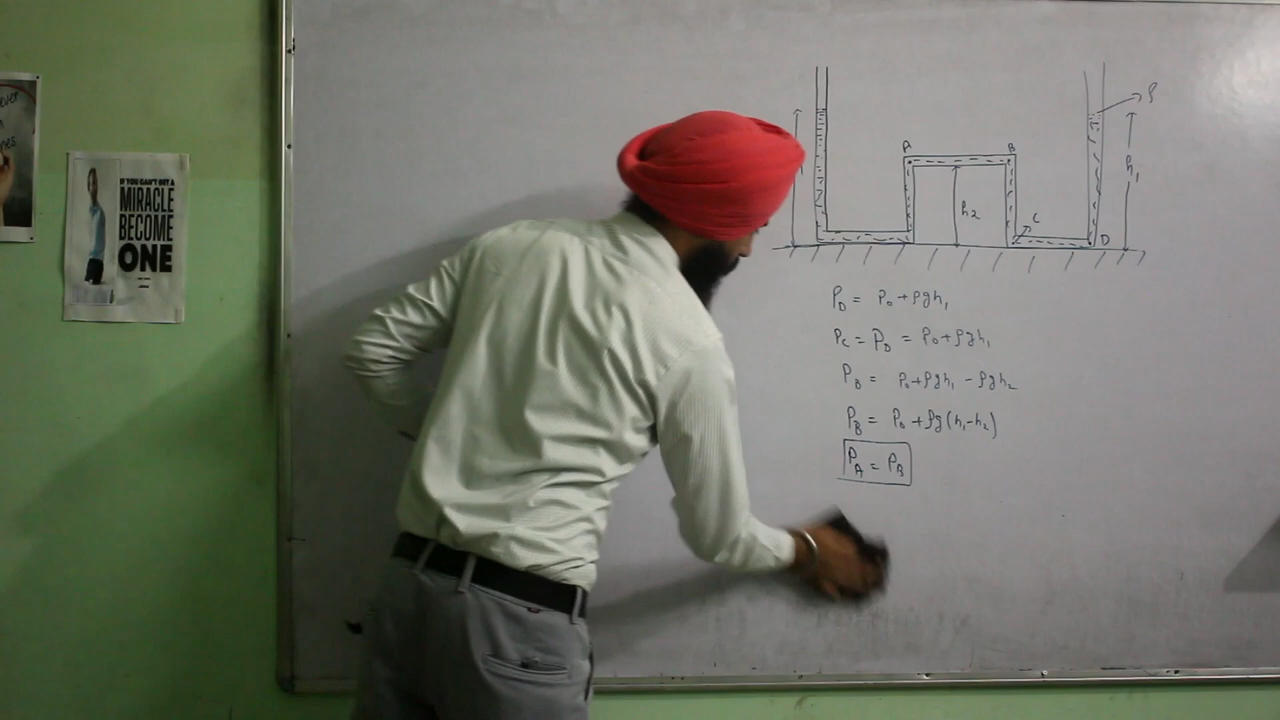 IF YOU CAN'T GET A
MIRACLE
BECOME
ONE
ρ
A
B
h₁
h₂
C
D
P_D = P₀ + ρgh₁
P_C = P_D = P₀ + ρgh₁
P_B = P₀ + ρgh₁ - ρgh₂
P_B = P₀ + ρg(h₁-h₂)
P_A = P_B